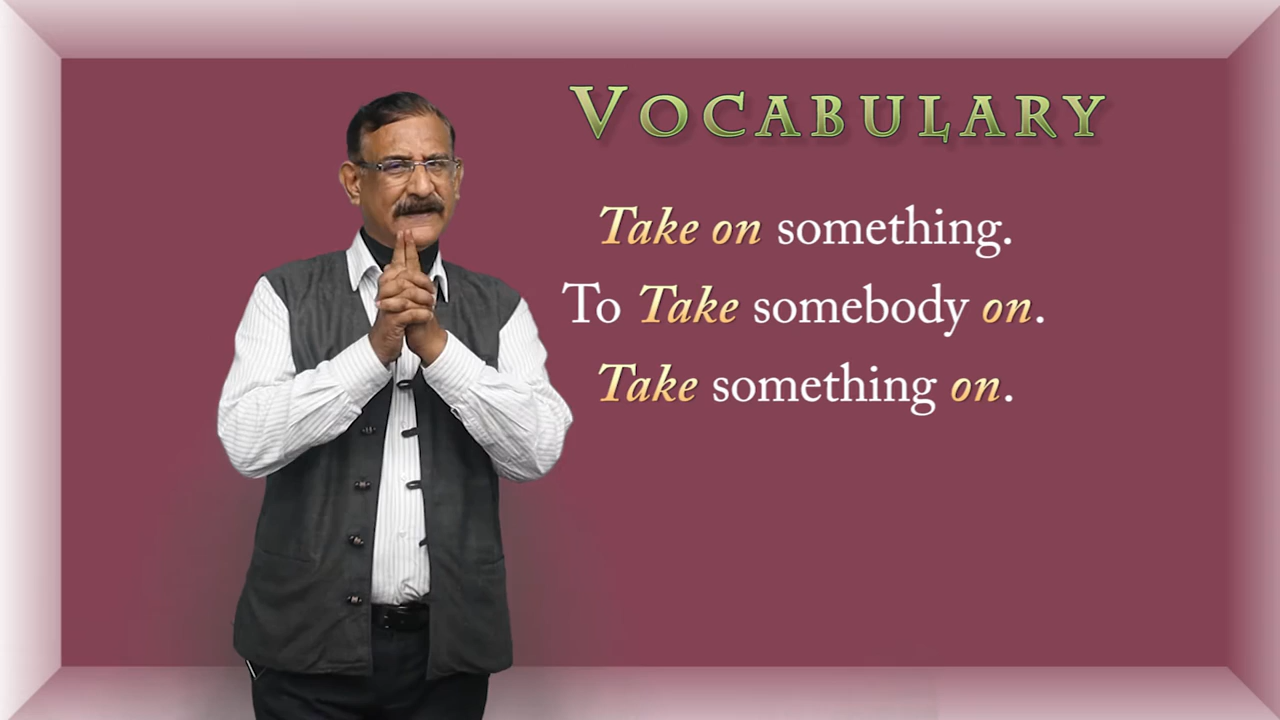 VOCABULARY
Take on something.
To Take somebody on.
Take something on.